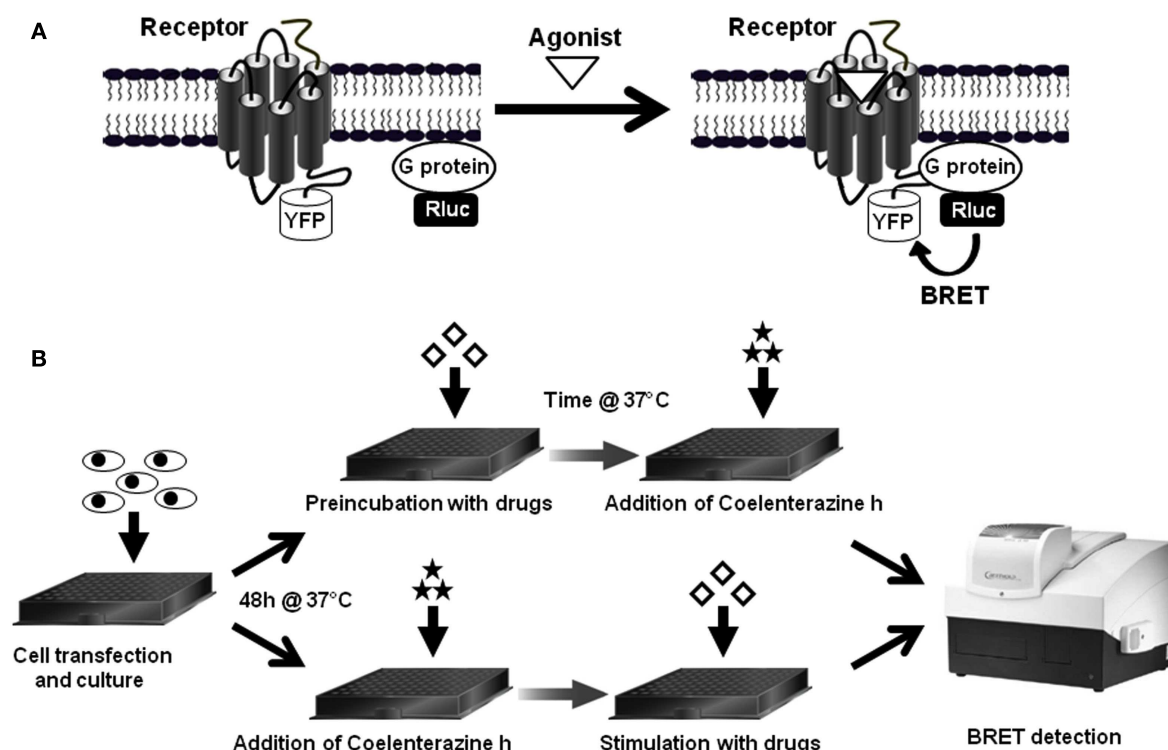 A
Receptor
Agonist
Receptor
G protein
Rluc
YFP
G protein
Rluc
YFP
BRET
B
Time @ 37°C
Preincubation with drugs
Addition of Coelenterazine h
48h @ 37°C
Cell transfection
and culture
Addition of Coelenterazine h
Stimulation with drugs
BRET detection